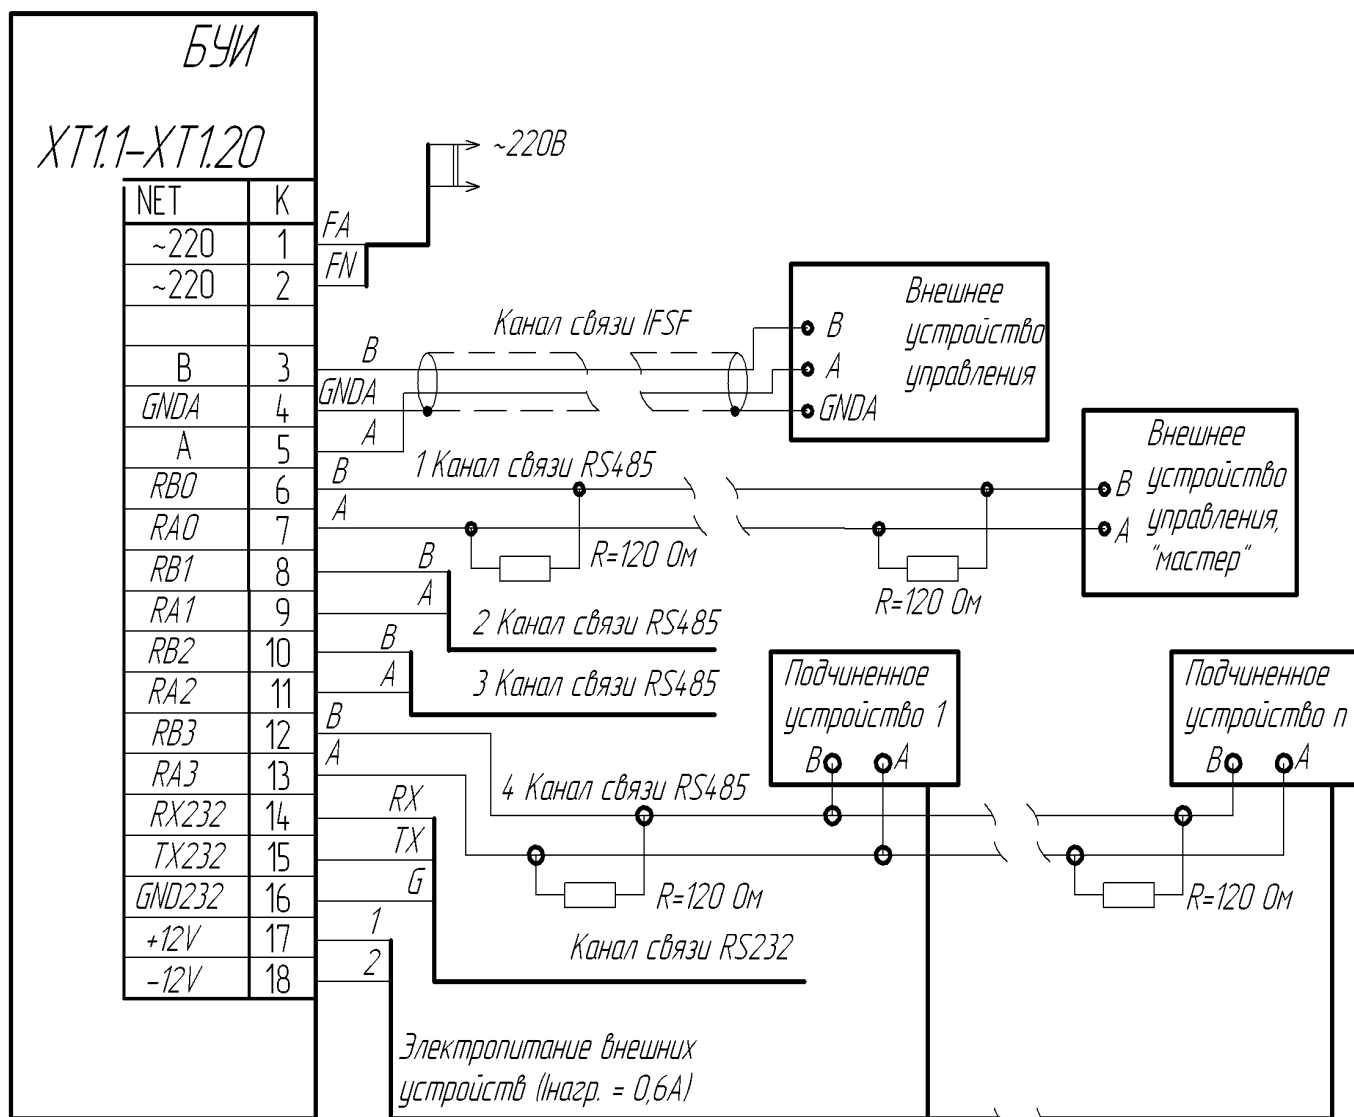 БУИ
XT1.1-XT1.20
NET K
~220 1
~220 2
B 3
GNDA 4
A 5
RB0 6
RA0 7
RB1 8
RA1 9
RB2 10
RA2 11
RB3 12
RA3 13
RX232 14
TX232 15
GND232 16
+12V 17
-12V 18
FA
FN
~220В
Канал связи IFSF
B
GNDA
A
Внешнее
устройство
управления
B
A
GNDA
1 Канал связи RS485
B
A
R=120 Ом
R=120 Ом
Внешнее
устройство
управления,
"мастер"
B
A
B
A
2 Канал связи RS485
B
A
3 Канал связи RS485
B
A
4 Канал связи RS485
R=120 Ом
R=120 Ом
Подчиненное
устройство 1
B A
Подчиненное
устройство n
B A
RX
TX
G
Канал связи RS232
1
2
Электропитание внешних
устройств (Iнагр. = 0,6А)